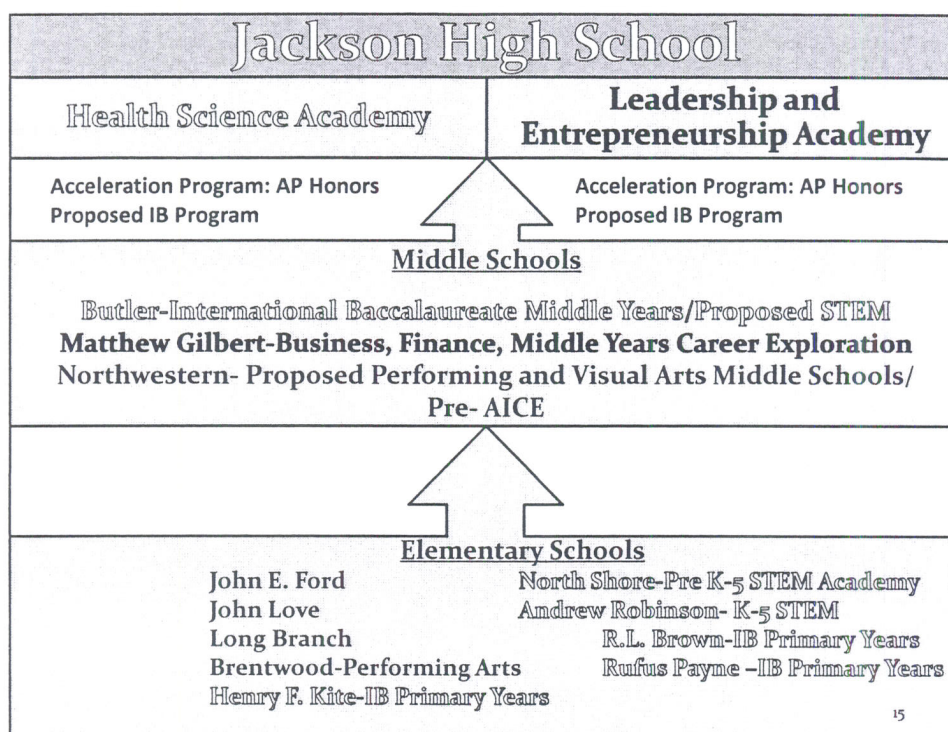 Jackson High School
Health Science Academy
Leadership and
Entrepreneurship Academy
Acceleration Program: AP Honors
Proposed IB Program
Acceleration Program: AP Honors
Proposed IB Program
Middle Schools
Butler-International Baccalaureate Middle Years/Proposed STEM
Matthew Gilbert-Business, Finance, Middle Years Career Exploration
Northwestern- Proposed Performing and Visual Arts Middle Schools/
Pre- AICE
Elementary Schools
John E. Ford
John Love
Long Branch
Brentwood-Performing Arts
Henry F. Kite-IB Primary Years
North Shore-Pre K-5 STEM Academy
Andrew Robinson- K-5 STEM
R.L. Brown-IB Primary Years
Rufus Payne –IB Primary Years
15